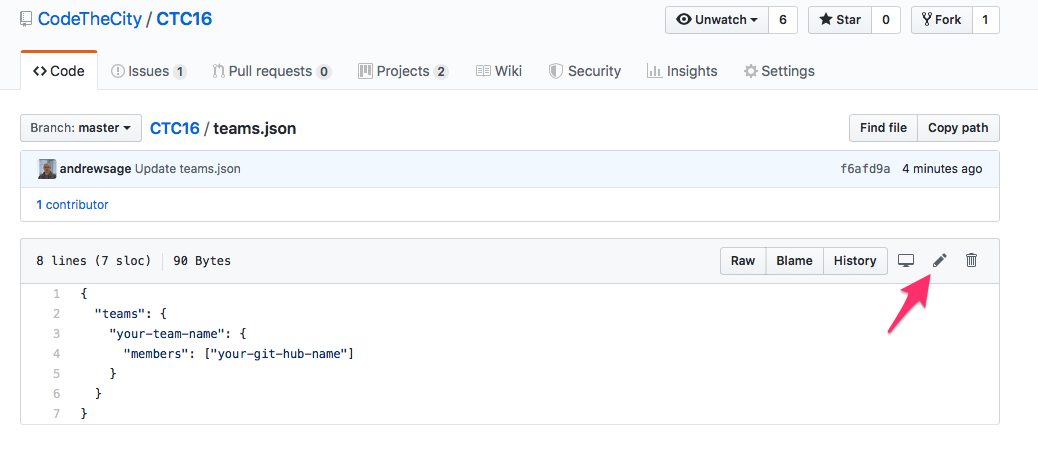 CodeTheCity / CTC16 Unwatch 6 Star 0 Fork 1
Code Issues 1 Pull requests 0 Projects 2 Wiki Security Insights Settings
Branch: master CTC16 / teams.json Find file Copy path
andrewsage Update teams.json f6afd9a 4 minutes ago
1 contributor
8 lines (7 sloc) 90 Bytes Raw Blame History
1 {
2 "teams": {
3 "your-team-name": {
4 "members": ["your-git-hub-name"]
5 }
6 }
7 }